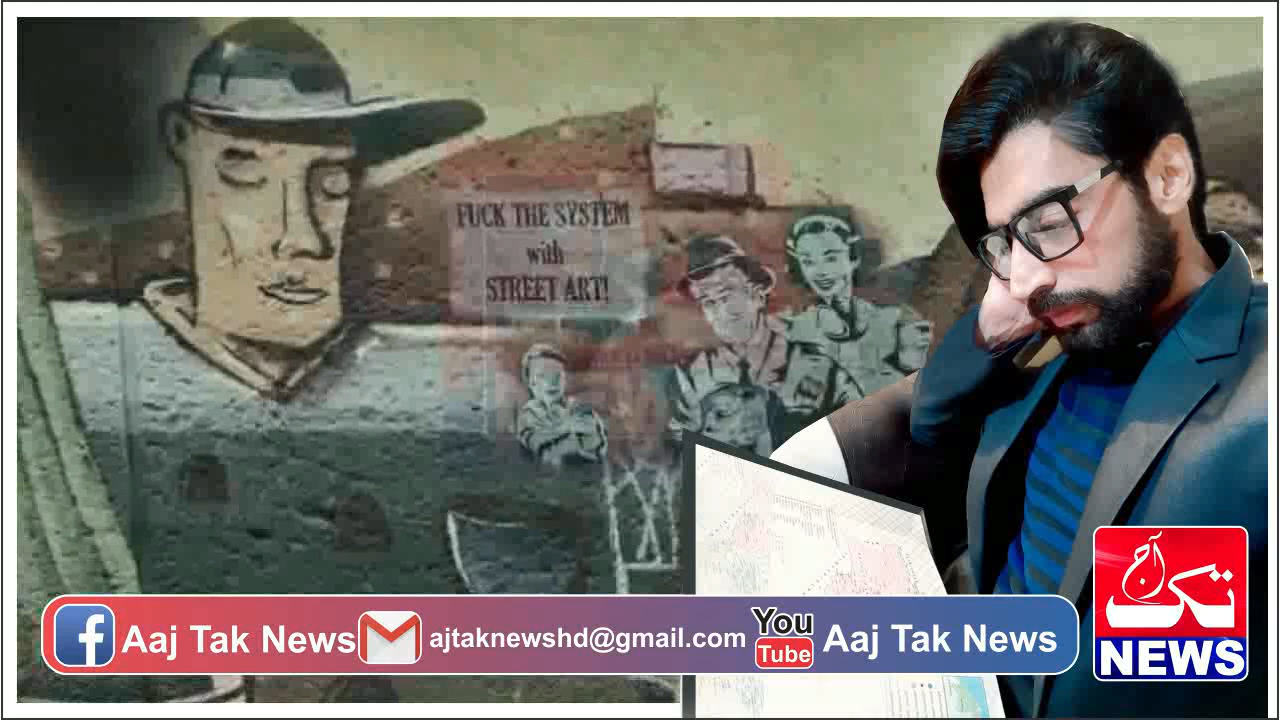 FUCK THE SYSTEM
with
STREET ART!
Aaj Tak News
ajtaknewshd@gmail.com
You
Tube
Aaj Tak News
آج
تک
NEWS